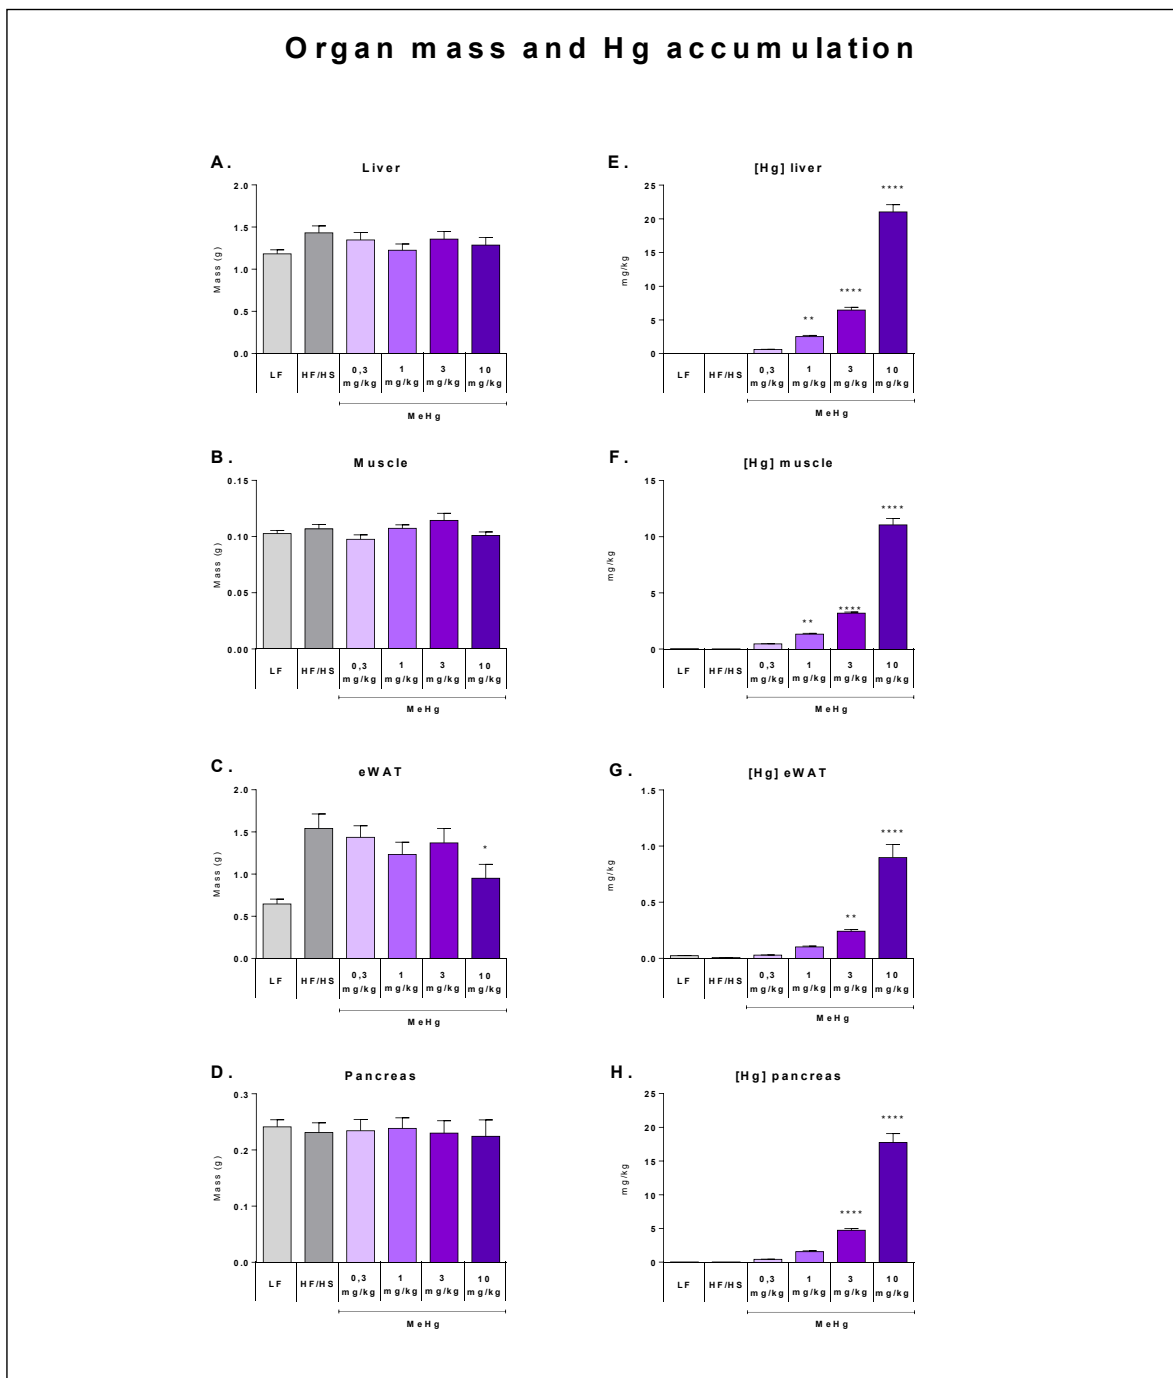 Organ mass and Hg accumulation
A.
Liver
Mass (g)
2.0
1.5
1.0
0.5
0.0
LF
HF/HS
0,3
mg/kg
1
mg/kg
3
mg/kg
10
mg/kg
MeHg
E.
[Hg] liver
mg/kg
25
20
15
10
5
0
**
****
****
LF
HF/HS
0,3
mg/kg
1
mg/kg
3
mg/kg
10
mg/kg
MeHg
B.
Muscle
Mass (g)
0.15
0.10
0.05
0.00
LF
HF/HS
0,3
mg/kg
1
mg/kg
3
mg/kg
10
mg/kg
MeHg
F.
[Hg] muscle
mg/kg
15
10
5
0
**
****
****
LF
HF/HS
0,3
mg/kg
1
mg/kg
3
mg/kg
10
mg/kg
MeHg
C.
eWAT
Mass (g)
2.0
1.5
1.0
0.5
0.0
*
LF
HF/HS
0,3
mg/kg
1
mg/kg
3
mg/kg
10
mg/kg
MeHg
G.
[Hg] eWAT
mg/kg
1.5
1.0
0.5
0.0
**
****
LF
HF/HS
0,3
mg/kg
1
mg/kg
3
mg/kg
10
mg/kg
MeHg
D.
Pancreas
Mass (g)
0.3
0.2
0.1
0.0
LF
HF/HS
0,3
mg/kg
1
mg/kg
3
mg/kg
10
mg/kg
MeHg
H.
[Hg] pancreas
mg/kg
25
20
15
10
5
0
****
****
LF
HF/HS
0,3
mg/kg
1
mg/kg
3
mg/kg
10
mg/kg
MeHg